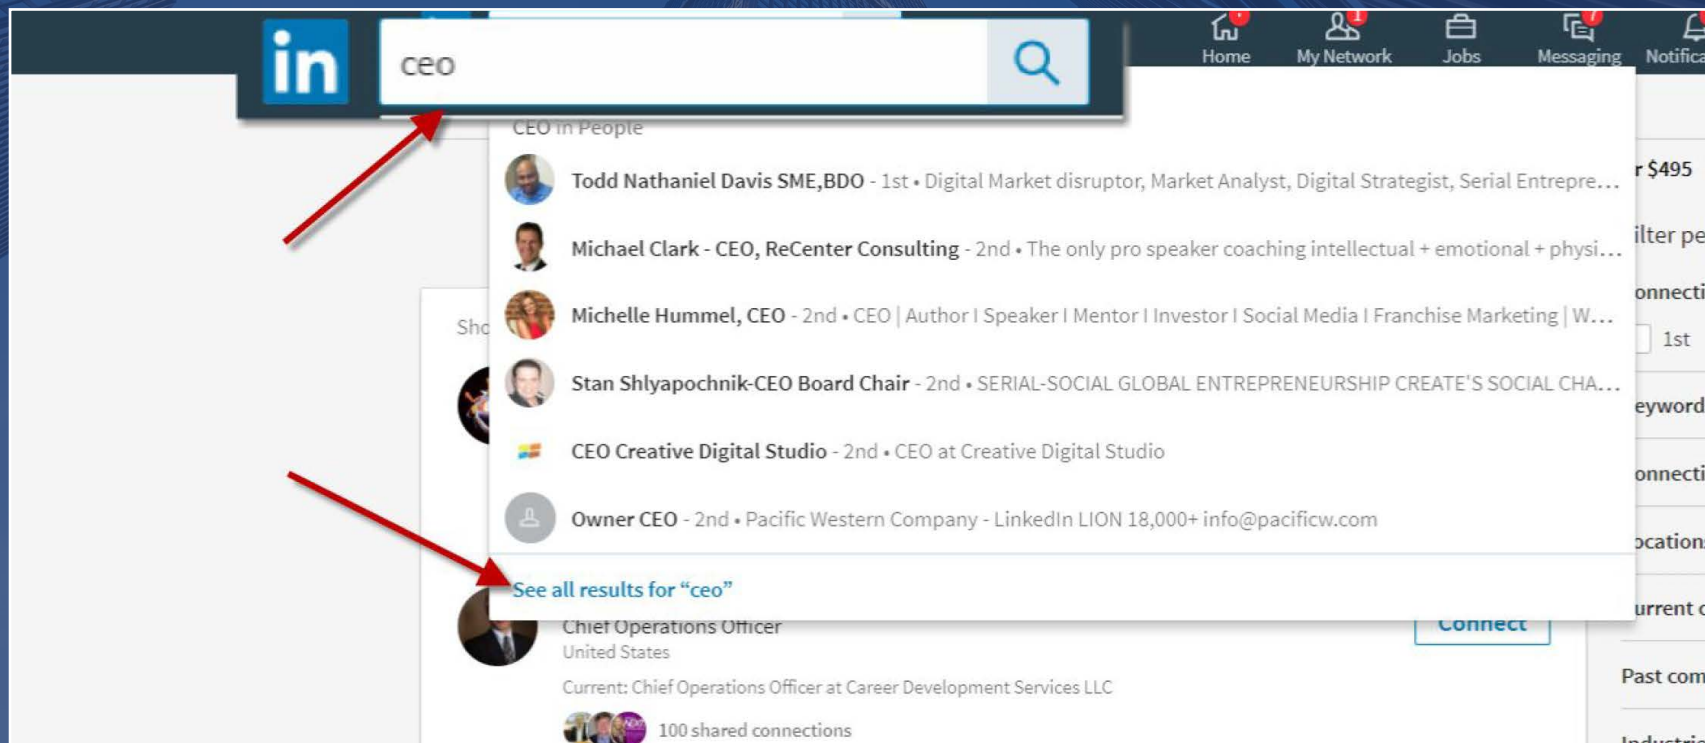 in
ceo
Home
My Network
Jobs
Messaging
CEO in People
Todd Nathaniel Davis SME,BDO - 1st • Digital Market disruptor, Market Analyst, Digital Strategist, Serial Entrepre...
Michael Clark - CEO, ReCenter Consulting - 2nd • The only pro speaker coaching intellectual + emotional + physi...
Michelle Hummel, CEO - 2nd • CEO | Author I Speaker I Mentor I Investor I Social Media I Franchise Marketing | W...
Stan Shlyapochnik-CEO Board Chair - 2nd • SERIAL-SOCIAL GLOBAL ENTREPRENEURSHIP CREATE'S SOCIAL CHA...
CEO Creative Digital Studio - 2nd • CEO at Creative Digital Studio
Owner CEO - 2nd • Pacific Western Company - LinkedIn LION 18,000+ info@pacificw.com
See all results for “ceo”
$495
1st
Chief Operations Officer
United States
Current: Chief Operations Officer at Career Development Services LLC
100 shared connections
Connect
Past com